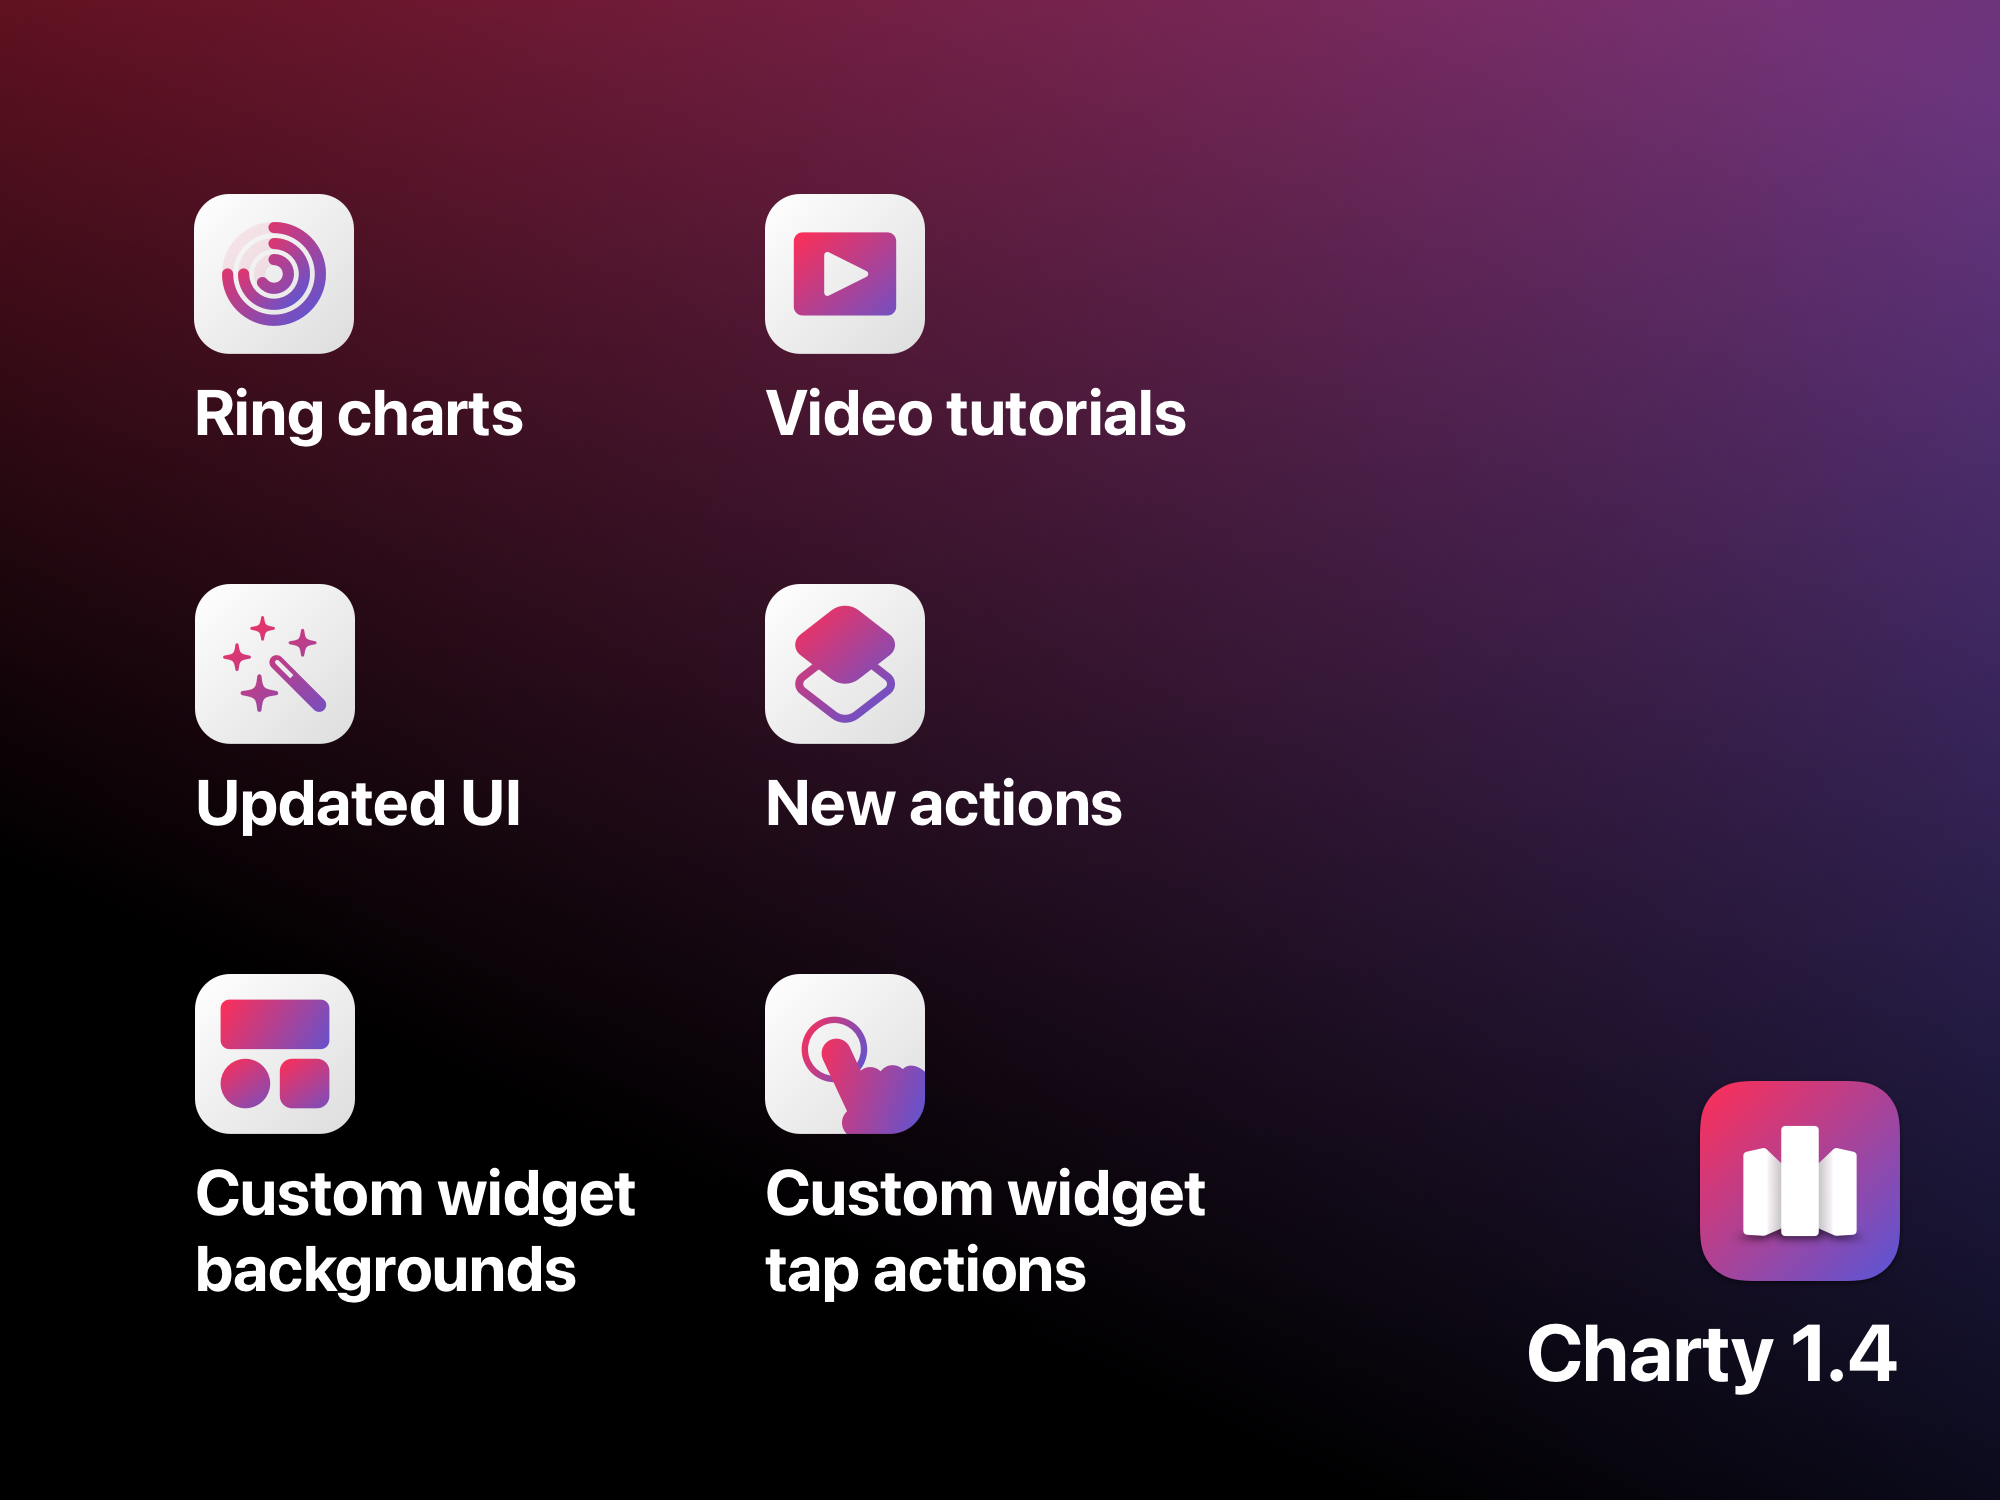 Ring charts
Video tutorials
Updated UI
New actions
Custom widget
backgrounds
Custom widget
tap actions
Charty 1.4